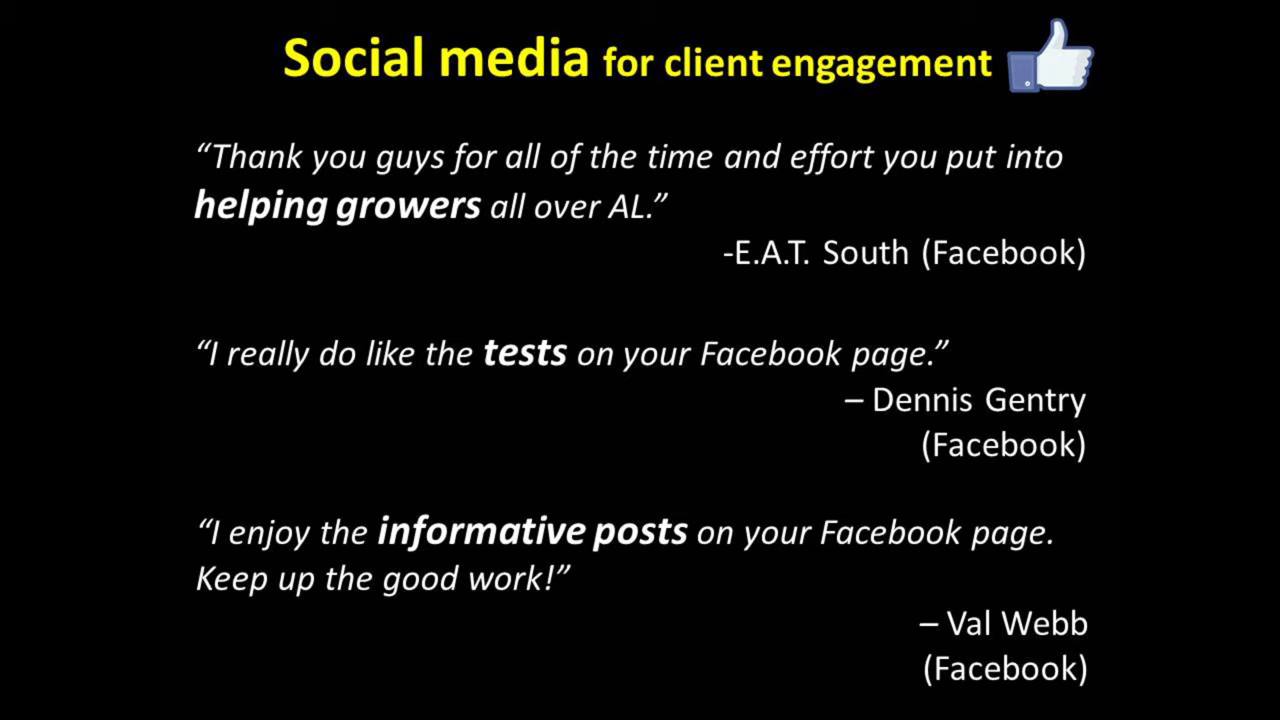 Social media for client engagement
“Thank you guys for all of the time and effort you put into
helping growers all over AL.”
-E.A.T. South (Facebook)
“I really do like the tests on your Facebook page.”
– Dennis Gentry
(Facebook)
“I enjoy the informative posts on your Facebook page.
Keep up the good work!”
– Val Webb
(Facebook)